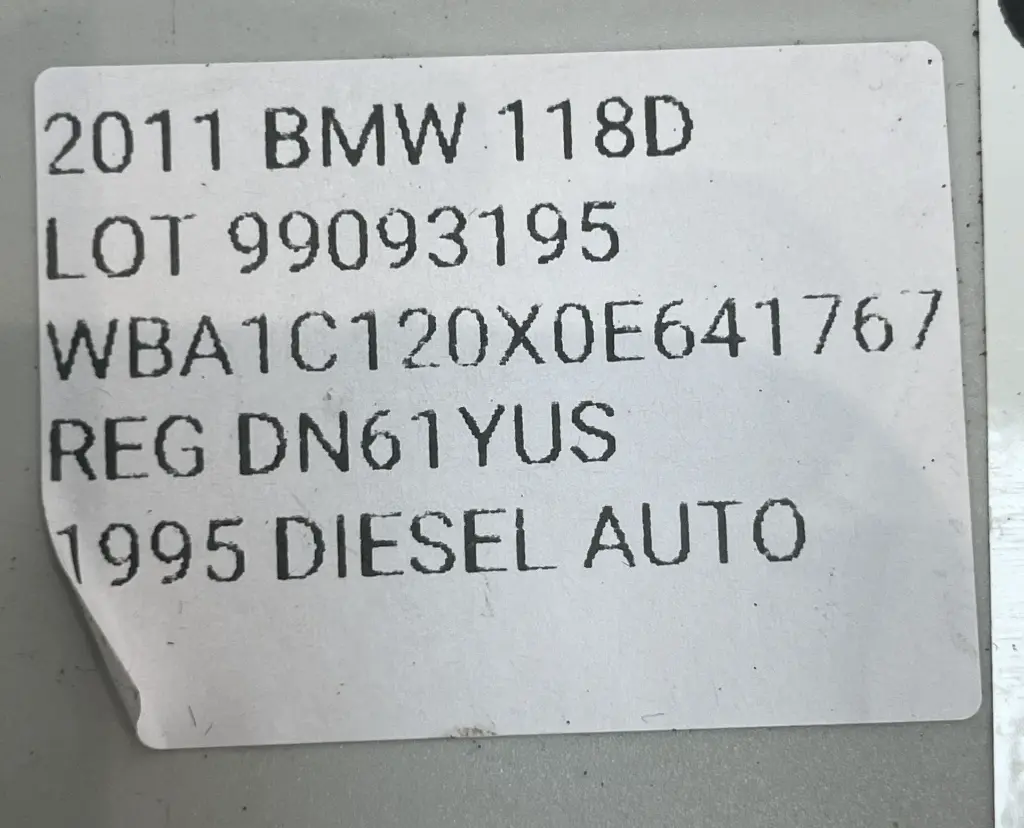 2011 BMW 118D
LOT 99093195
WBA1C120X0E641767
REG DN61YUS
1995 DIESEL AUTO